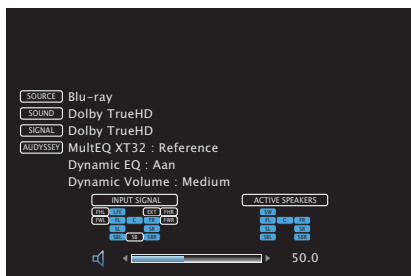 SOURCE Blu-ray
SOUND Dolby TrueHD
SIGNAL Dolby TrueHD
AUDYSSEY MultEQ XT32 : Reference
Dynamic EQ : Aan
Dynamic Volume : Medium
INPUT SIGNAL ACTIVE SPEAKERS
FHL LFE EXT FHR SW
FWL FL C FR FWR FL C FR
SL SR SL SR
SBL SB SBR SBL SBR
50.0